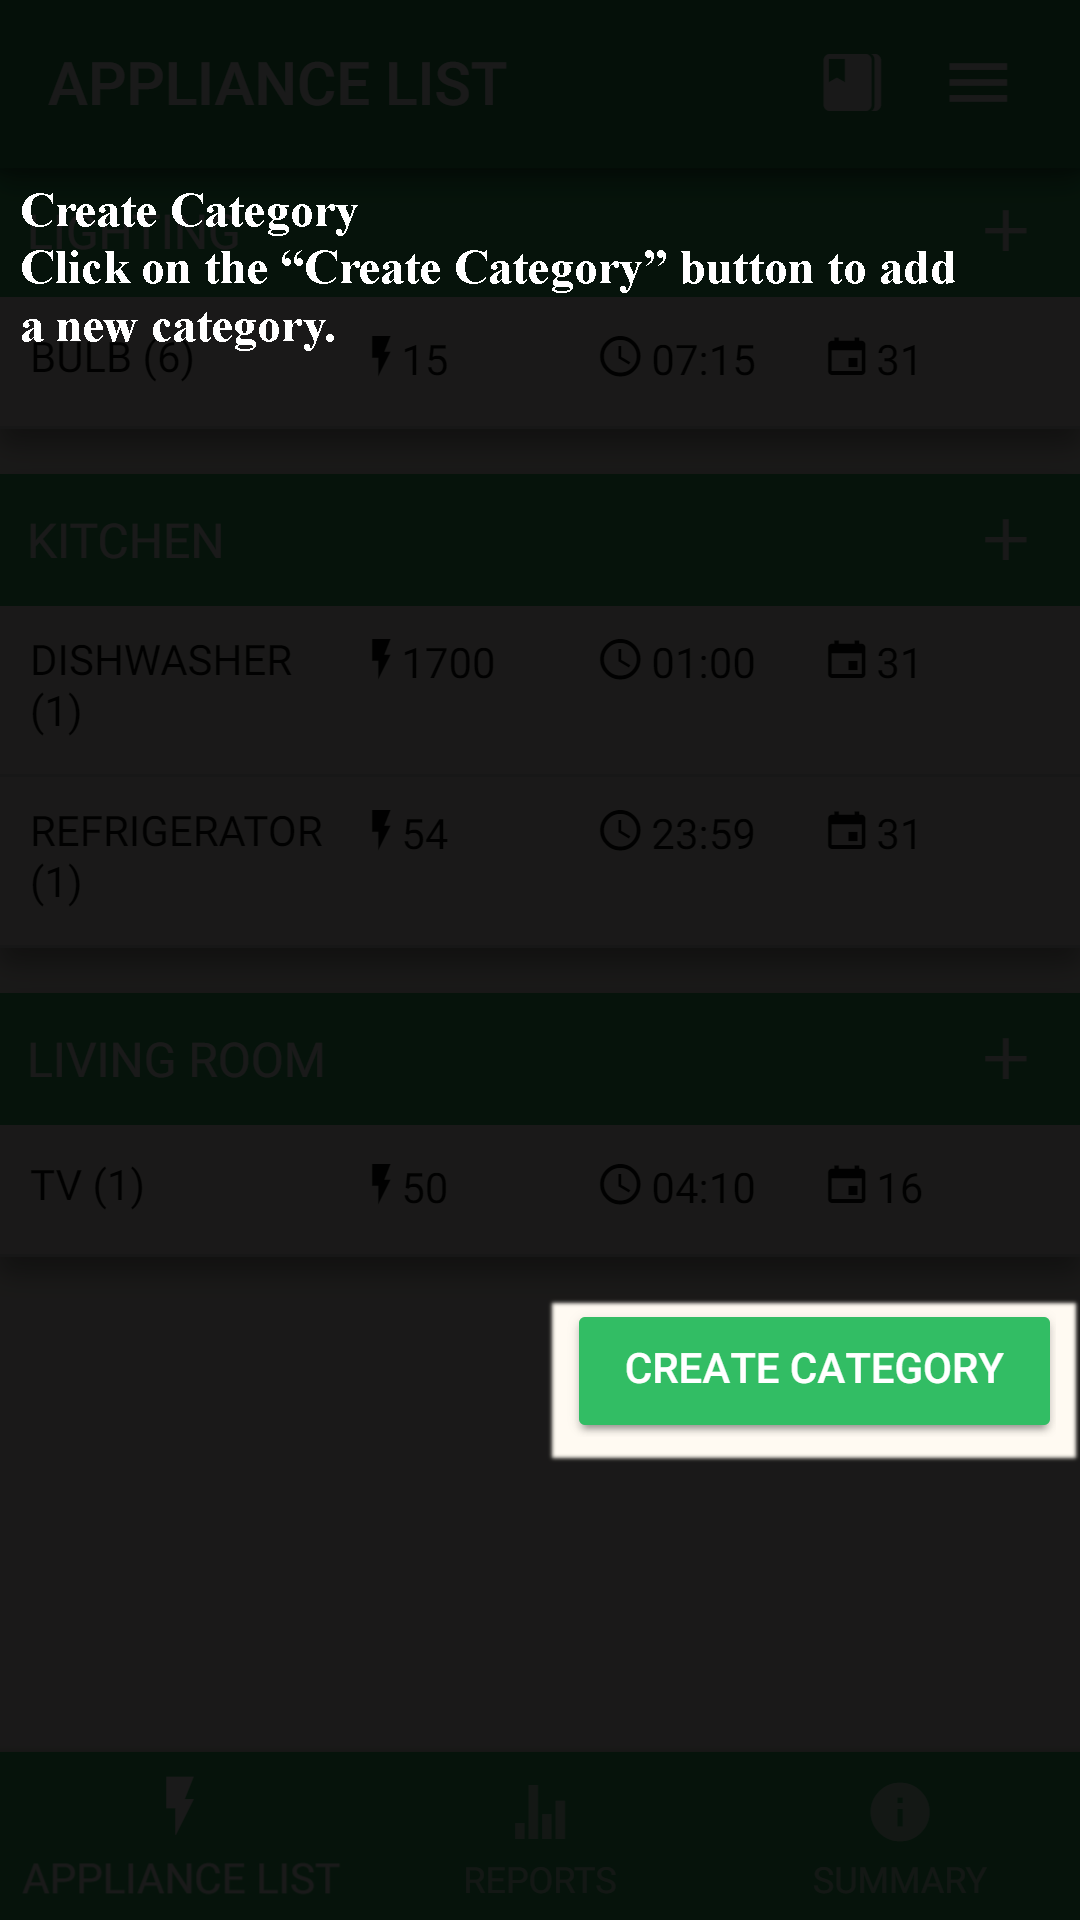 APPLIANCE LIST
Create Category
LIGHTING
Click on the “Create Category” button to add
a new category.
BULB (6) 15 07:15 31
KITCHEN
DISHWASHER 1700 01:00 31
(1)
REFRIGERATOR 54 23:59 31
(1)
LIVING ROOM
TV (1) 50 04:10 16
CREATE CATEGORY
APPLIANCE LIST REPORTS SUMMARY